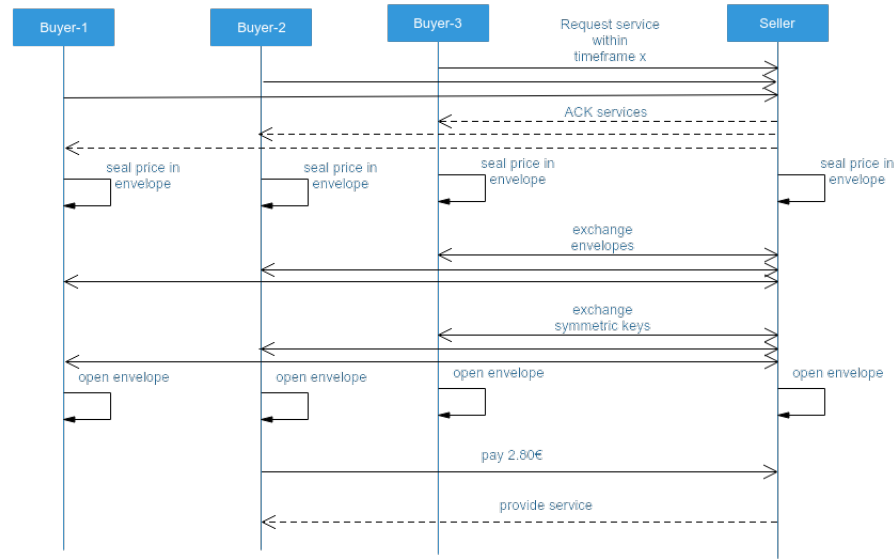 Buyer-1
Buyer-2
Buyer-3
Seller
Request service
within
timeframe x
ACK services
seal price in
envelope
seal price in
envelope
seal price in
envelope
seal price in
envelope
exchange
envelopes
exchange
symmetric keys
open envelope
open envelope
open envelope
open envelope
pay 2.80€
provide service